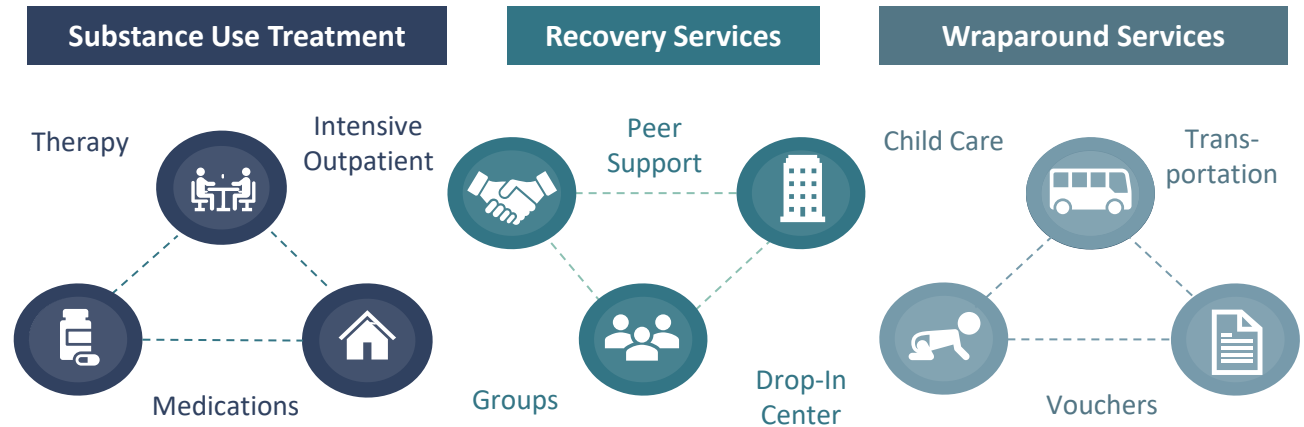 Substance Use Treatment
Therapy
Intensive
Outpatient
Medications
Recovery Services
Peer
Support
Groups
Drop-In
Center
Wraparound Services
Child Care
Trans-
portation
Vouchers